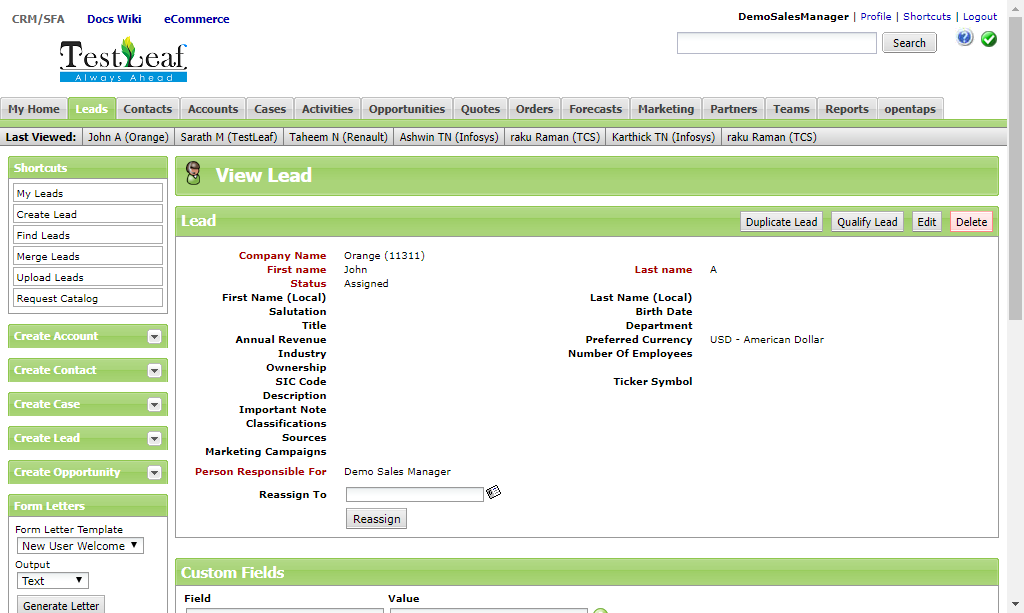 CRM/SFA Docs Wiki eCommerce
DemoSalesManager | Profile | Shortcuts | Logout
TestLeaf
Always Ahead
Search
My Home Leads Contacts Accounts Cases Activities Opportunities Quotes Orders Forecasts Marketing Partners Teams Reports opentaps
Last Viewed: John A (Orange) Sarath M (TestLeaf) Taheem N (Renault) Ashwin TN (Infosys) raku Raman (TCS) Karthick TN (Infosys) raku Raman (TCS)
Shortcuts
My Leads
Create Lead
Find Leads
Merge Leads
Upload Leads
Request Catalog
Create Account
Create Contact
Create Case
Create Lead
Create Opportunity
Form Letters
Form Letter Template
New User Welcome
Output
Text
Generate Letter
View Lead
Lead Duplicate Lead Qualify Lead Edit Delete
Company Name Orange (11311)
First name John Last name A
Status Assigned
First Name (Local) Last Name (Local)
Salutation Birth Date
Title Department
Annual Revenue Preferred Currency USD - American Dollar
Industry Number Of Employees
Ownership
SIC Code Ticker Symbol
Description
Important Note
Classifications
Sources
Marketing Campaigns
Person Responsible For Demo Sales Manager
Reassign To
Reassign
Custom Fields
Field Value